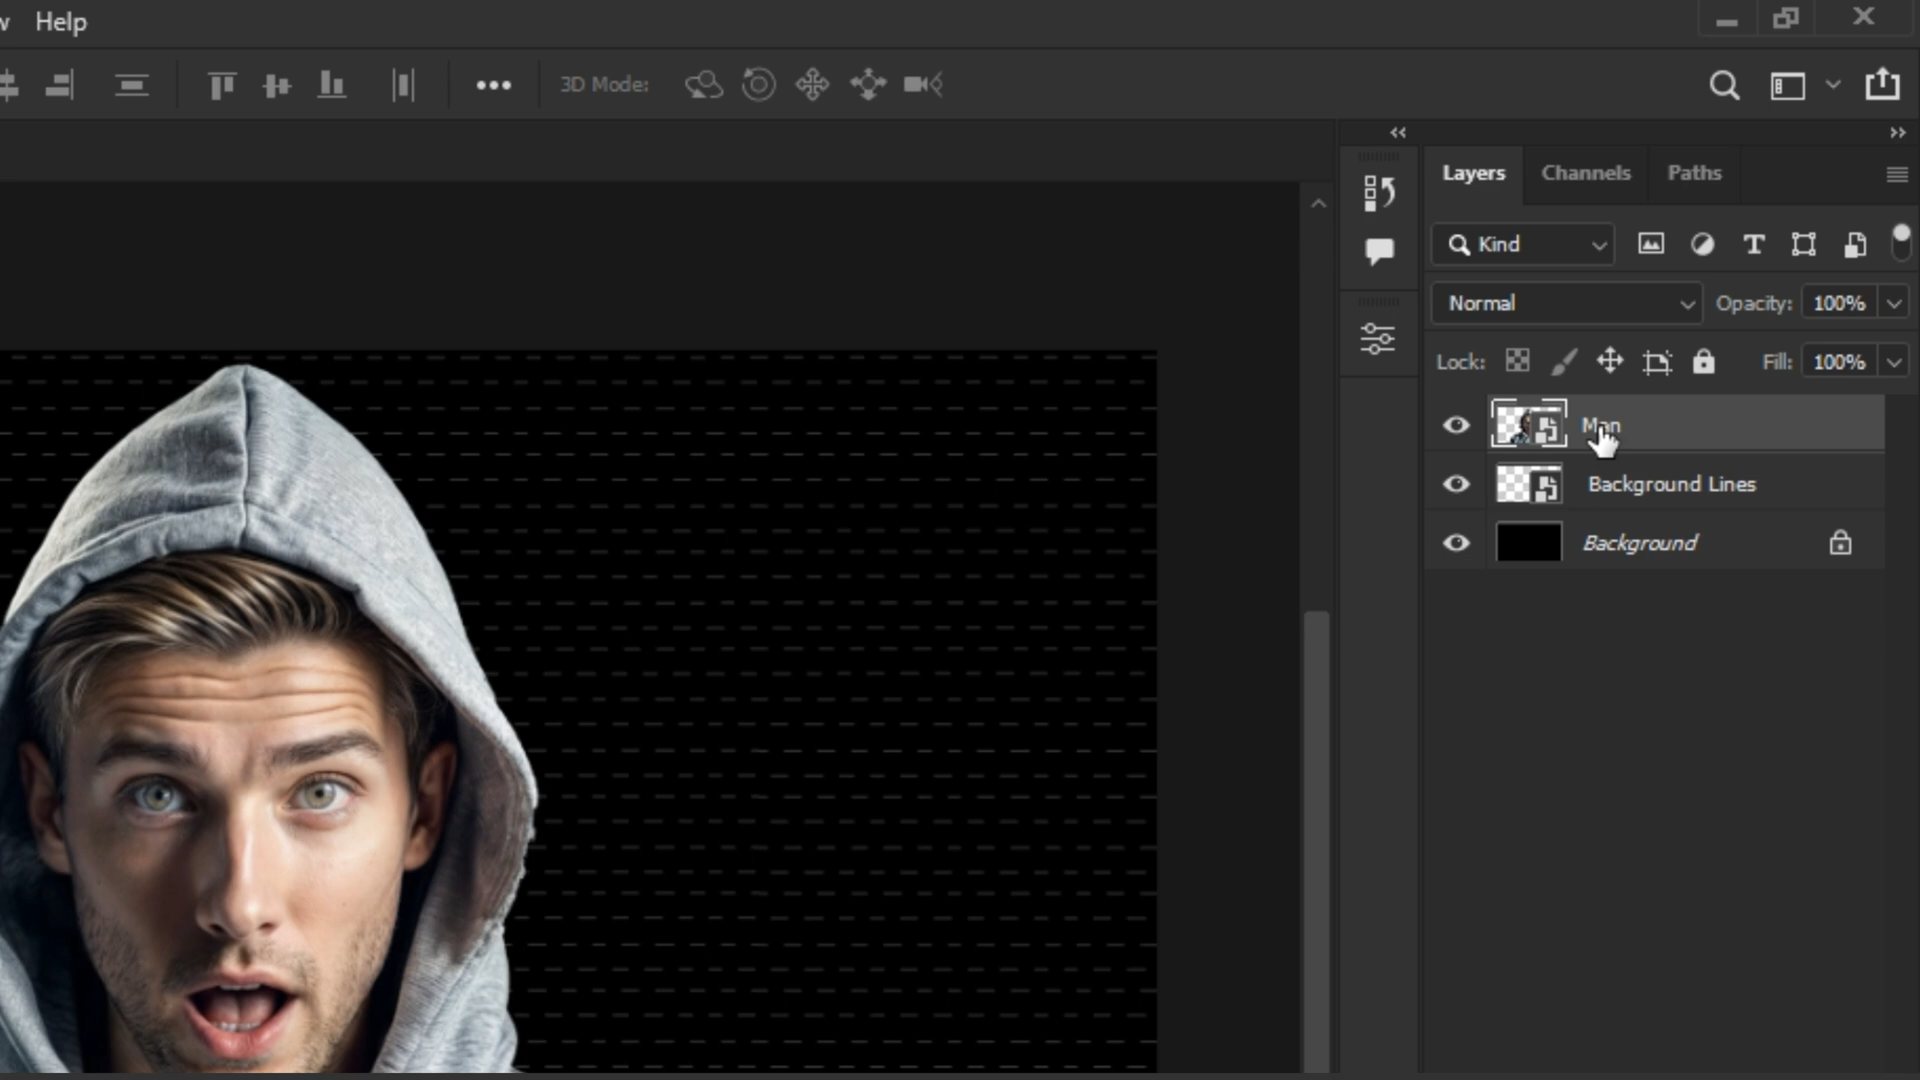 Help
3D Mode:
Layers Channels Paths
Kind
Normal Opacity: 100%
Lock: Fill: 100%
Man
Background Lines
Background